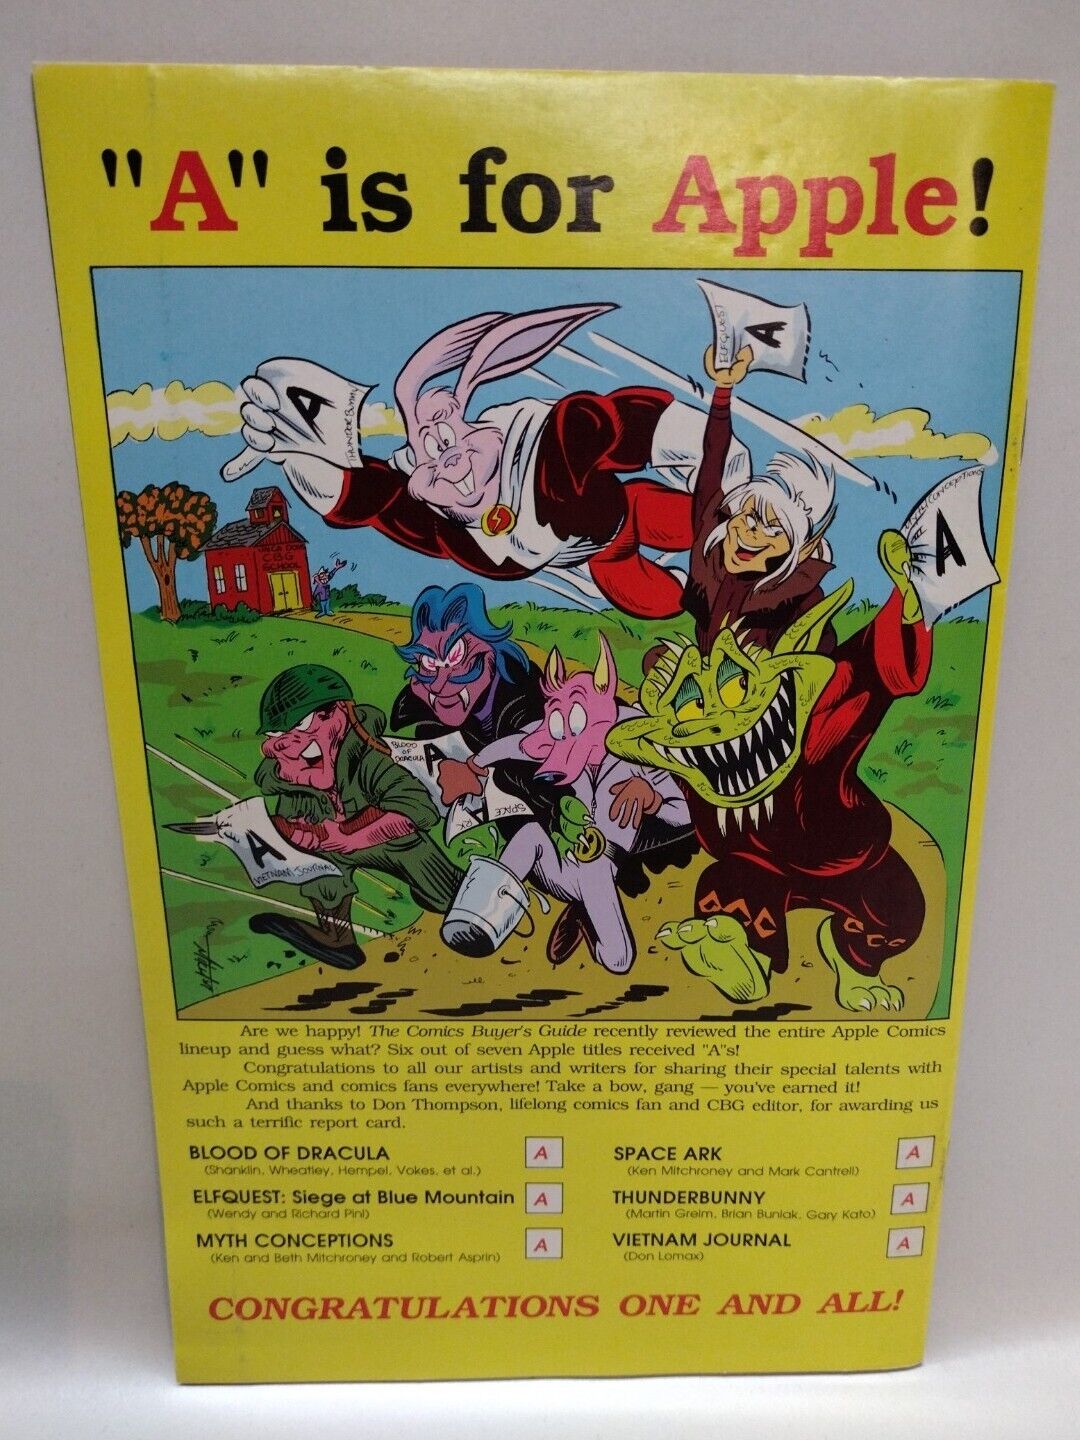 "A" is for Apple!
A
THUNDER Bunny
ELFQUEST
A
MYTH CONCEPTIONS
A
CBG
SCHOOL
BLOOD
OF
DRACULA
A
SPACE
ARK
A
A
VIETNAM JOURNAL
Are we happy! The Comics Buyer's Guide recently reviewed the entire Apple Comics
lineup and guess what? Six out of seven Apple titles received "A"s!
Congratulations to all our artists and writers for sharing their special talents with
Apple Comics and comics fans everywhere! Take a bow, gang — you've earned it!
And thanks to Don Thompson, lifelong comics fan and CBG editor, for awarding us
such a terrific report card.
BLOOD OF DRACULA A
(Shanklin, Wheatley, Hempel, Vokes, et al.)
ELFQUEST: Siege at Blue Mountain A
(Wendy and Richard Pini)
MYTH CONCEPTIONS A
(Ken and Beth Mitchroney and Robert Asprin)
SPACE ARK A
(Ken Mitchroney and Mark Cantrell)
THUNDERBUNNY A
(Martin Greim, Brian Buniak, Gary Kato)
VIETNAM JOURNAL A
(Don Lomax)
CONGRATULATIONS ONE AND ALL!